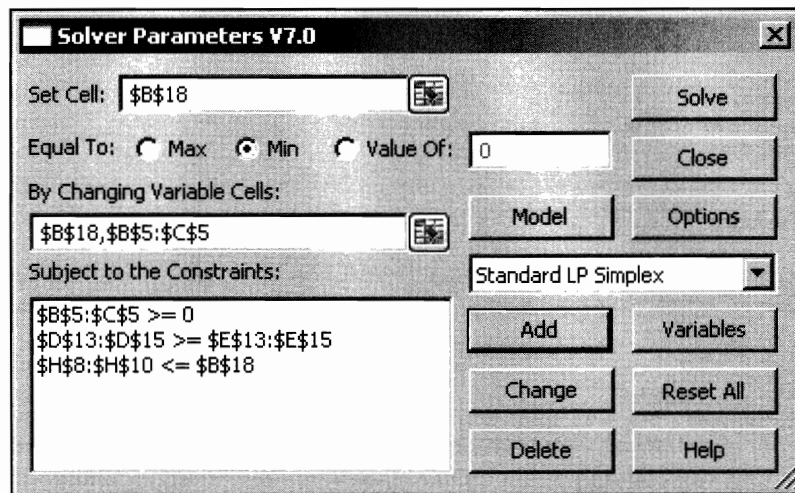 Solver Parameters V7.0
Set Cell: $B$18
Solve
Equal To: Max Min Value Of: 0
Close
By Changing Variable Cells:
$B$18,$B$5:$C$5
Model
Options
Subject to the Constraints:
Standard LP Simplex
$B$5:$C$5 >= 0
$D$13:$D$15 >= $E$13:$E$15
$H$8:$H$10 <= $B$18
Add
Variables
Change
Reset All
Delete
Help